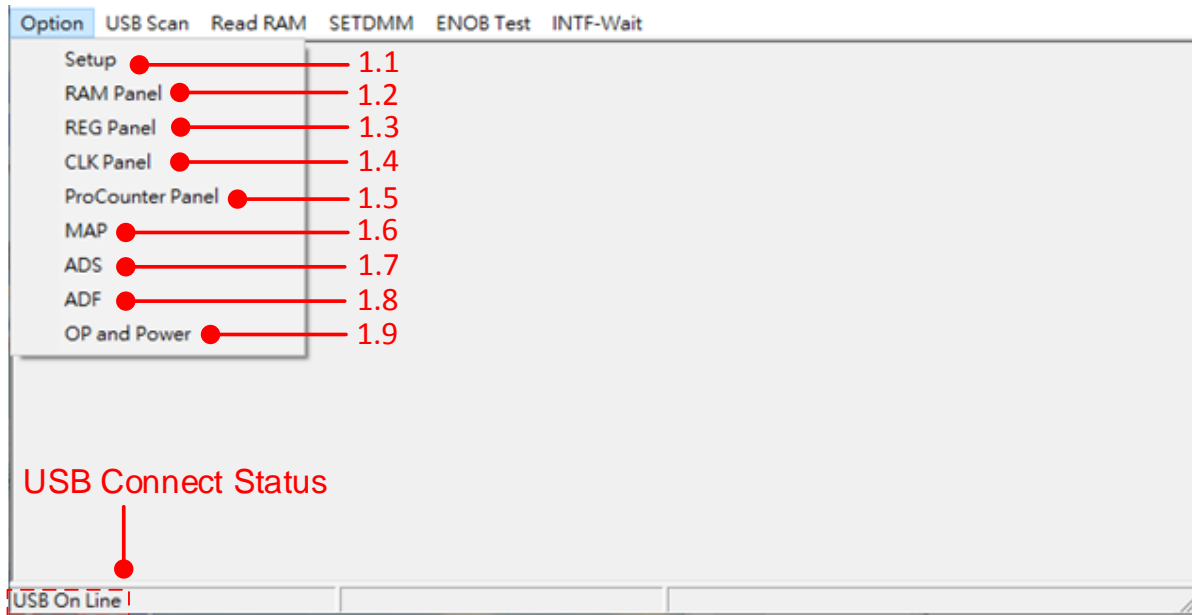 Option USB Scan Read RAM SETDMM ENOB Test INTF-Wait
Setup 1.1
RAM Panel 1.2
REG Panel 1.3
CLK Panel 1.4
ProCounter Panel 1.5
MAP 1.6
ADS 1.7
ADF 1.8
OP and Power 1.9
USB Connect Status
USB On Line